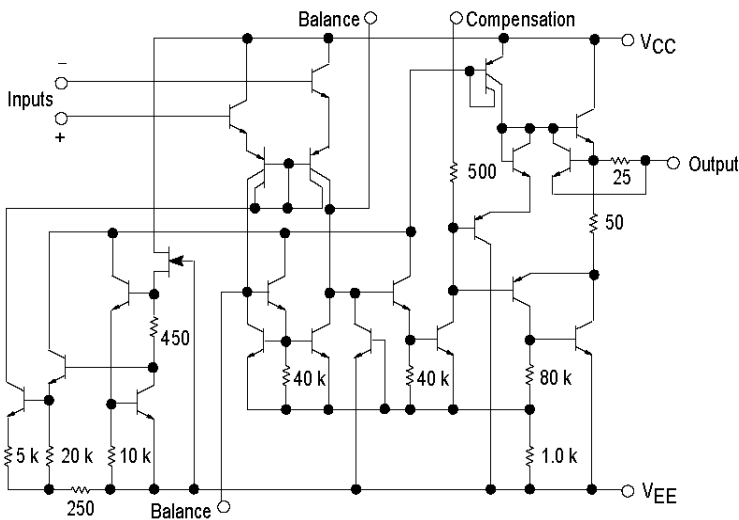 Balance
Compensation
VCC
−
Inputs
+
500
25
Output
50
450
40 k
40 k
80 k
5 k
20 k
10 k
1.0 k
250
Balance
VEE